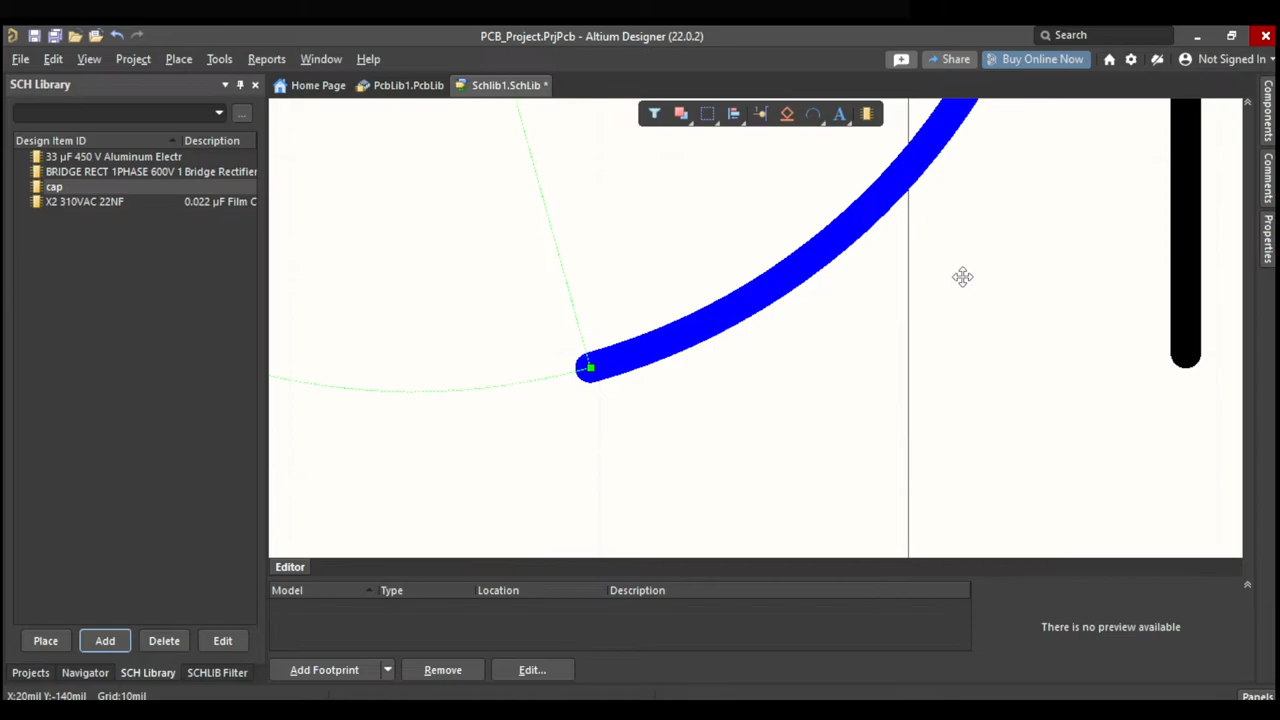 PCB_Project.PrjPcb - Altium Designer (22.0.2)
Search
File Edit View Project Place Tools Reports Window Help
Share
Buy Online Now
Not Signed In
SCH Library
Home Page
PcbLib1.PcbLib
Schlib1.SchLib *
...
Design Item ID Description
33 µF 450 V Aluminum Electr
BRIDGE RECT 1PHASE 600V 1 Bridge Rectifier
cap
X2 310VAC 22NF 0.022 µF Film C
A
Components
Comments
Properties
Editor
Model Type Location Description
There is no preview available
Place Add Delete Edit
Add Footprint Remove Edit...
Projects Navigator SCH Library SCHLIB Filter
X:20mil Y:-140mil Grid:10mil
Panels